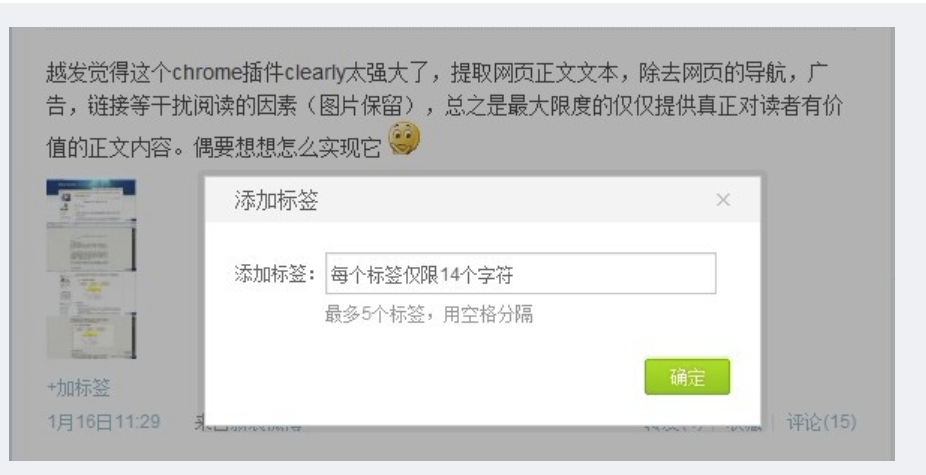 越发觉得这个chrome插件clearly太强大了，提取网页正文文本，除去网页的导航，广
告，链接等干扰阅读的因素（图片保留），总之是最大限度的仅仅提供真正对读者有价
值的正文内容。偶要想想怎么实现它
添加标签
×
添加标签：每个标签仅限14个字符
最多5个标签，用空格分隔
确定
+加标签
1月16日11:29
评论(15)